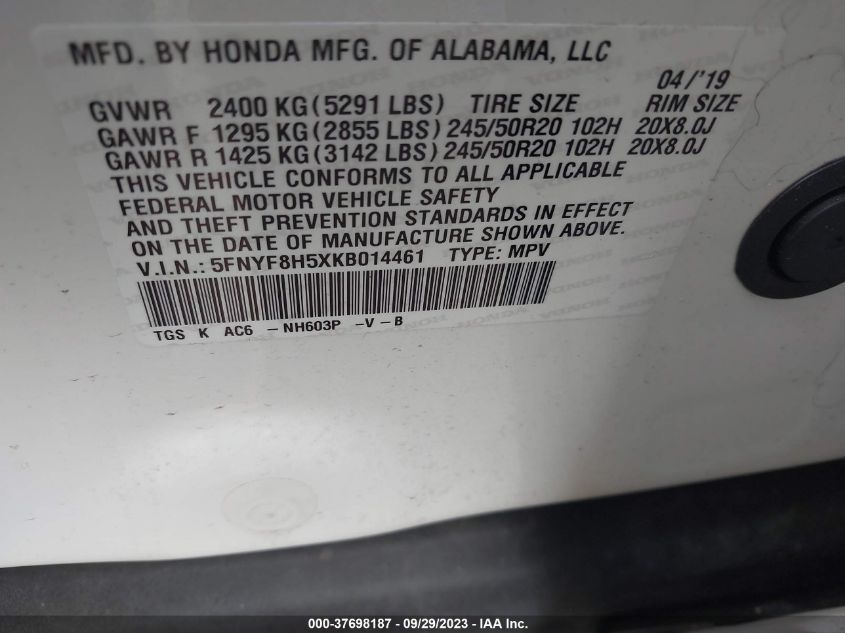 MFD. BY HONDA MFG. OF ALABAMA, LLC
04/'19
GVWR 2400 KG(5291 LBS) TIRE SIZE RIM SIZE
GAWR F 1295 KG(2855 LBS)245/50R20 102H 20X8.0J
GAWR R 1425 KG(3142 LBS)245/50R20 102H 20X8.0J
THIS VEHICLE CONFORMS TO ALL APPLICABLE
FEDERAL MOTOR VEHICLE SAFETY
AND THEFT PREVENTION STANDARDS IN EFFECT
ON THE DATE OF MANUFACTURE SHOWN ABOVE.
V.I.N.: 5FNYF8H5XKB014461 TYPE: MPV
TGS K AC6 - NH603P -V - B
000-37698187 - 09/29/2023 - IAA Inc.